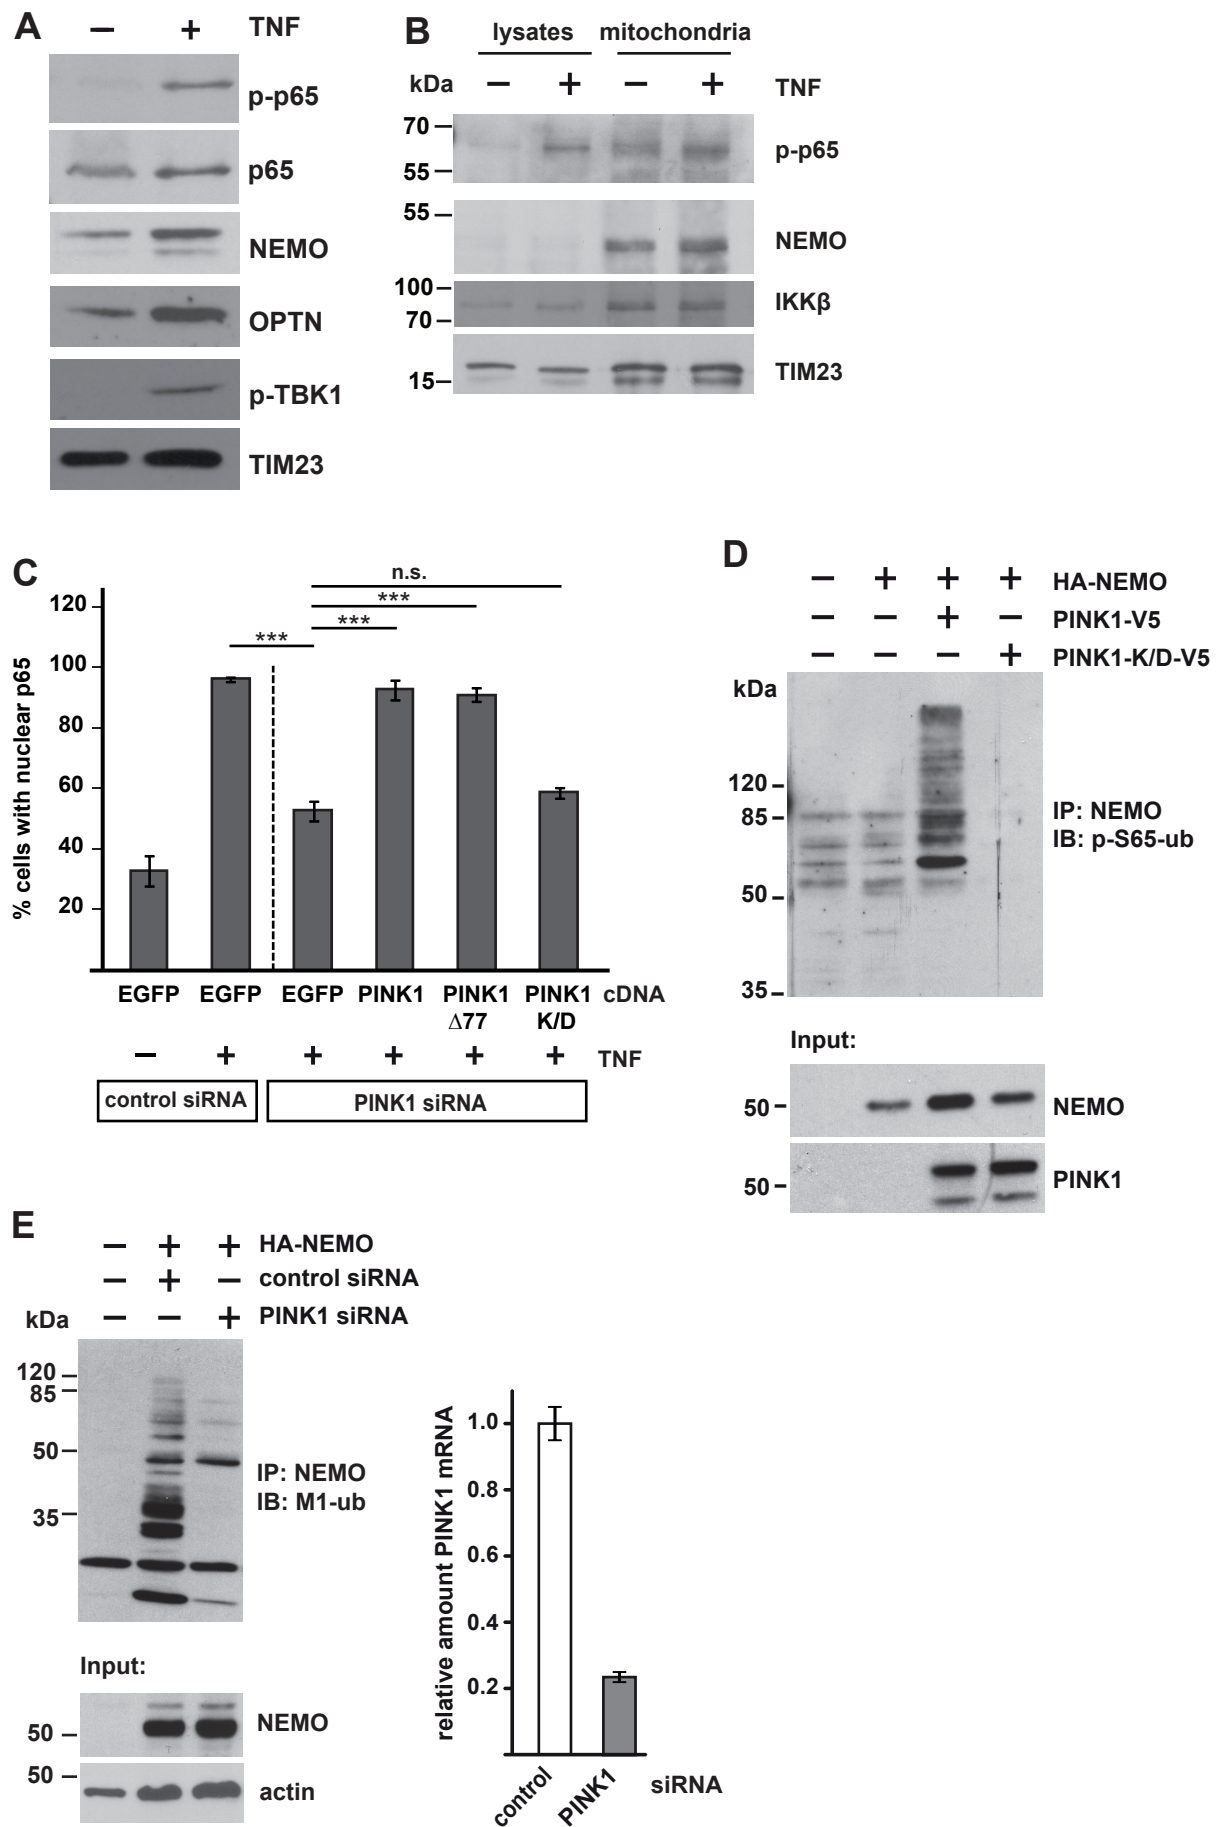 A
− + TNF
p-p65
p65
NEMO
OPTN
p-TBK1
TIM23
B
lysates mitochondria
kDa − + − + TNF
70
55
p-p65
55
NEMO
100
70
IKKβ
15
TIM23
C
% cells with nuclear p65
120
100
80
60
40
20
n.s.
***
***
***
EGFP EGFP EGFP PINK1 PINK1 PINK1 cDNA
Δ77 K/D
− + + + + + TNF
control siRNA PINK1 siRNA
D
− + + + HA-NEMO
− − + − PINK1-V5
− − − + PINK1-K/D-V5
kDa
120
85
50
35
IP: NEMO
IB: p-S65-ub
Input:
50
NEMO
50
PINK1
E
− + + HA-NEMO
− + − control siRNA
− − + PINK1 siRNA
kDa
120
85
50
35
IP: NEMO
IB: M1-ub
Input:
50
NEMO
50
actin
relative amount PINK1 mRNA
1.0
0.8
0.6
0.4
0.2
control PINK1 siRNA